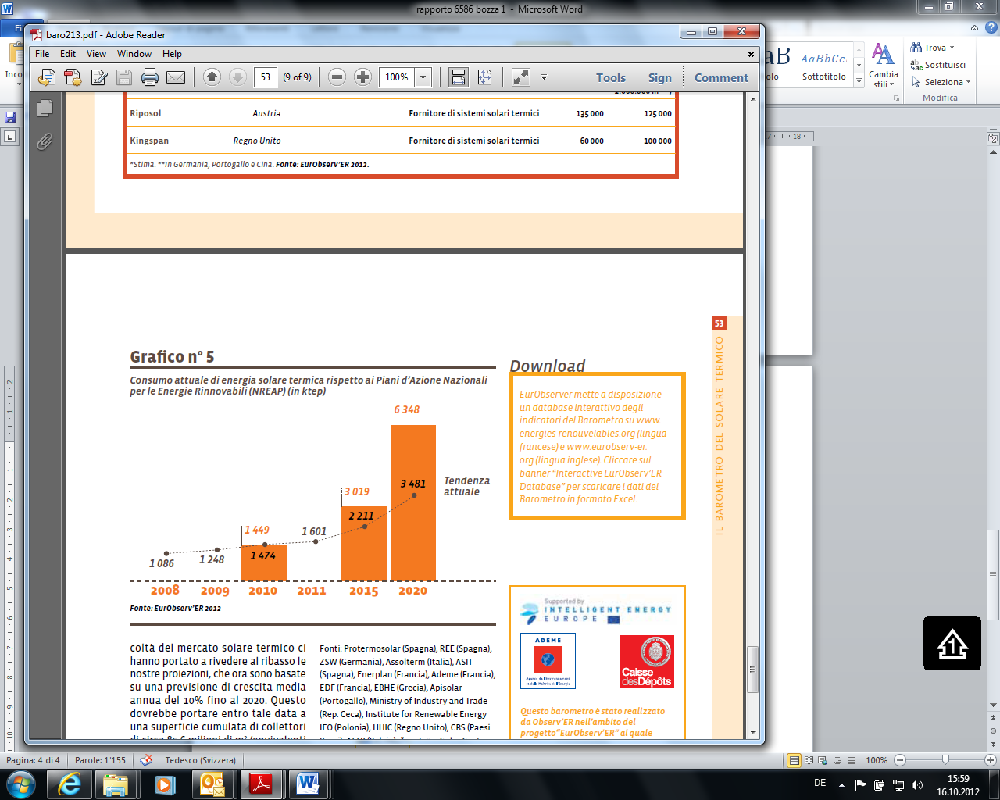 rapporto 6586 bozza 1 - Microsoft Word
baro213.pdf - Adobe Reader
File Edit View Window Help
53 (9 of 9) 100% Tools Sign Comment
Trova
Sostituisci
Seleziona
Modifica
AaBbCc.
Sottotitolo
Cambia
stili
Riposol Austria Fornitore di sistemi solari termici 135 000 125 000
Kingspan Regno Unito Fornitore di sistemi solari termici 60 000 100 000
*Stima. **In Germania, Portogallo e Cina. Fonte: EurObserv'ER 2012.
53
IL BAROMETRO DEL SOLARE TERMICO
Grafico n° 5
Consumo attuale di energia solare termica rispetto ai Piani d'Azione Nazionali
per le Energie Rinnovabili (NREAP) (in ktep)
6 348
3 481
Tendenza
attuale
3 019
2 211
1 449
1 474
1 601
1 086
1 248
2008 2009 2010 2011 2015 2020
Fonte: EurObserv'ER 2012
Download
EurObserver mette a disposizione
un database interattivo degli
indicatori del Barometro su www.
energies-renouvelables.org (lingua
francese) e www.eurobserv-er.
org (lingua inglese). Cliccare sul
banner "Interactive EurObserv'ER
Database" per scaricare i dati del
Barometro in formato Excel.
coltà del mercato solare termico ci
hanno portato a rivedere al ribasso le
nostre proiezioni, che ora sono basate
su una previsione di crescita media
annua del 10% fino al 2020. Questo
dovrebbe portare entro tale data a
una superficie cumulata di collettori
di circa 85,6 milioni di m² (equivalenti
Fonti: Protermosolar (Spagna), REE (Spagna),
ZSW (Germania), Assolterm (Italia), ASIT
(Spagna), Enerplan (Francia), Ademe (Francia),
EDF (Francia), EBHE (Grecia), Apisolar
(Portogallo), Ministry of Industry and Trade
(Rep. Ceca), Institute for Renewable Energy
IEO (Polonia), HHIC (Regno Unito), CBS (Paesi
Supported by
INTELLIGENT ENERGY
EUROPE
ADEME
Agence de l'Environnement
et de la Maîtrise de l'Energie
Caisse
desDépôts
Questo barometro è stato realizzato
da Observ'ER nell'ambito del
progetto"EurObserv'ER" al quale
Pagina: 4 di 4 Parole: 1'155 Tedesco (Svizzera) 100%
DE 15:59
16.10.2012